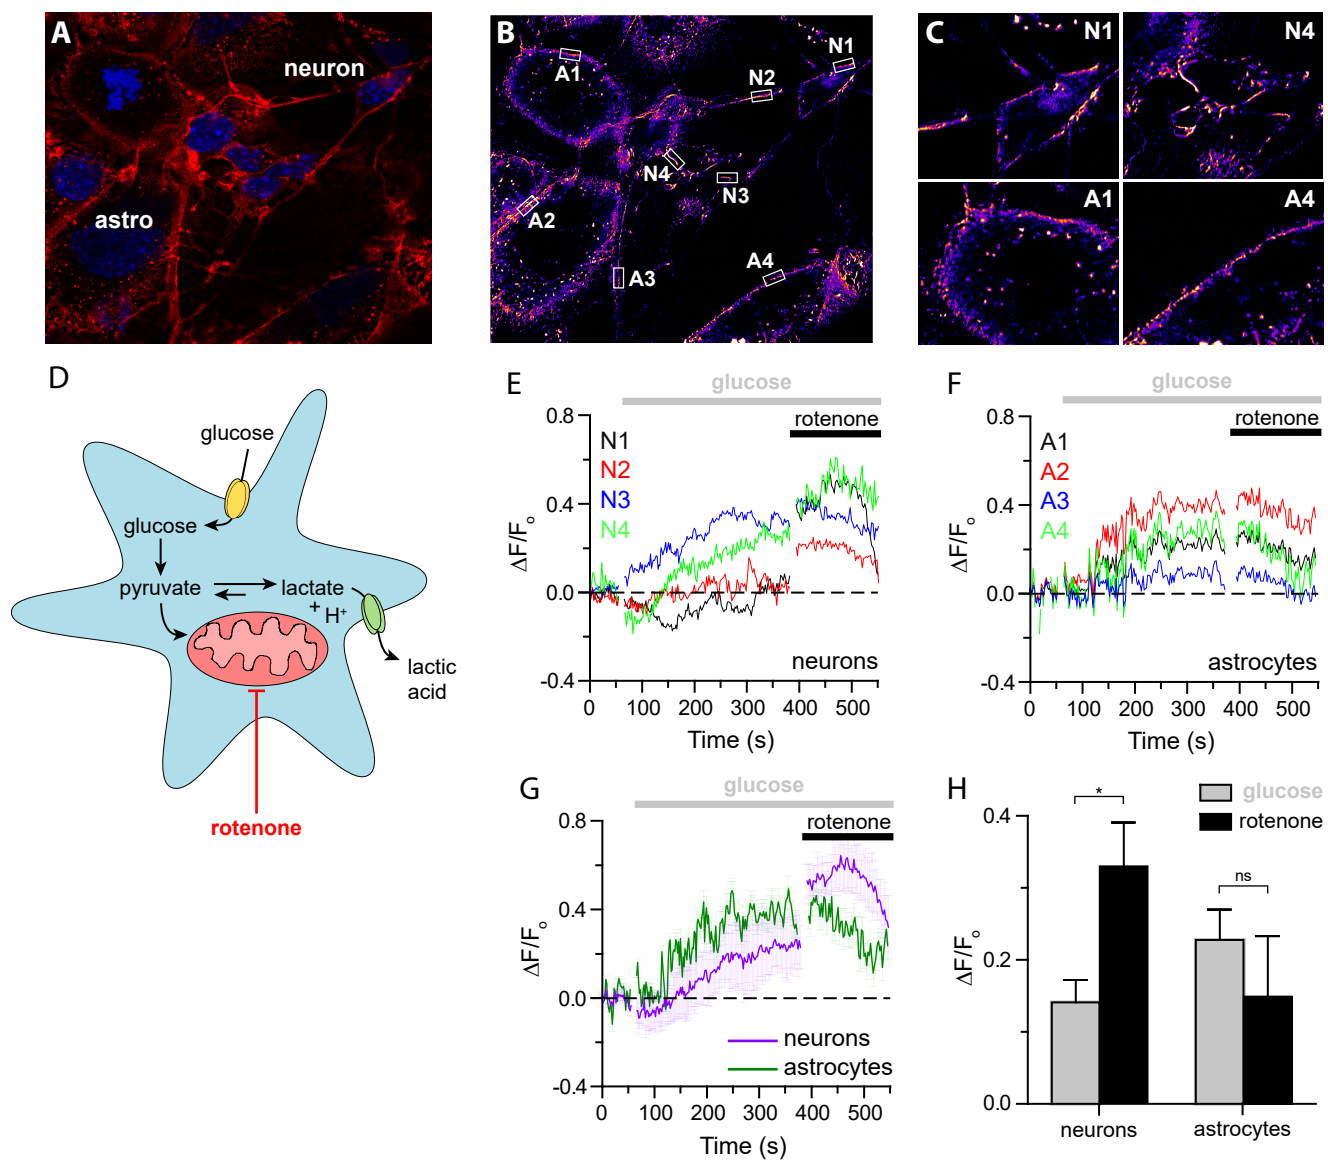 A
neuron
astro
B
A1
N1
N2
N4
N3
A2
A3
A4
C
N1
N4
A1
A4
D
glucose
glucose
pyruvate
lactate
+
H⁺
lactic
acid
rotenone
E
glucose
rotenone
N1
N2
N3
N4
0.8
0.4
0.0
-0.4
ΔF/Fo
neurons
0 100 200 300 400 500
Time (s)
F
glucose
rotenone
A1
A2
A3
A4
0.8
0.4
0.0
-0.4
ΔF/Fo
astrocytes
0 100 200 300 400 500
Time (s)
G
glucose
rotenone
0.8
0.4
0.0
-0.4
ΔF/Fo
neurons
astrocytes
0 100 200 300 400 500
Time (s)
H
glucose
rotenone
*
ns
0.4
0.2
0.0
ΔF/Fo
neurons
astrocytes